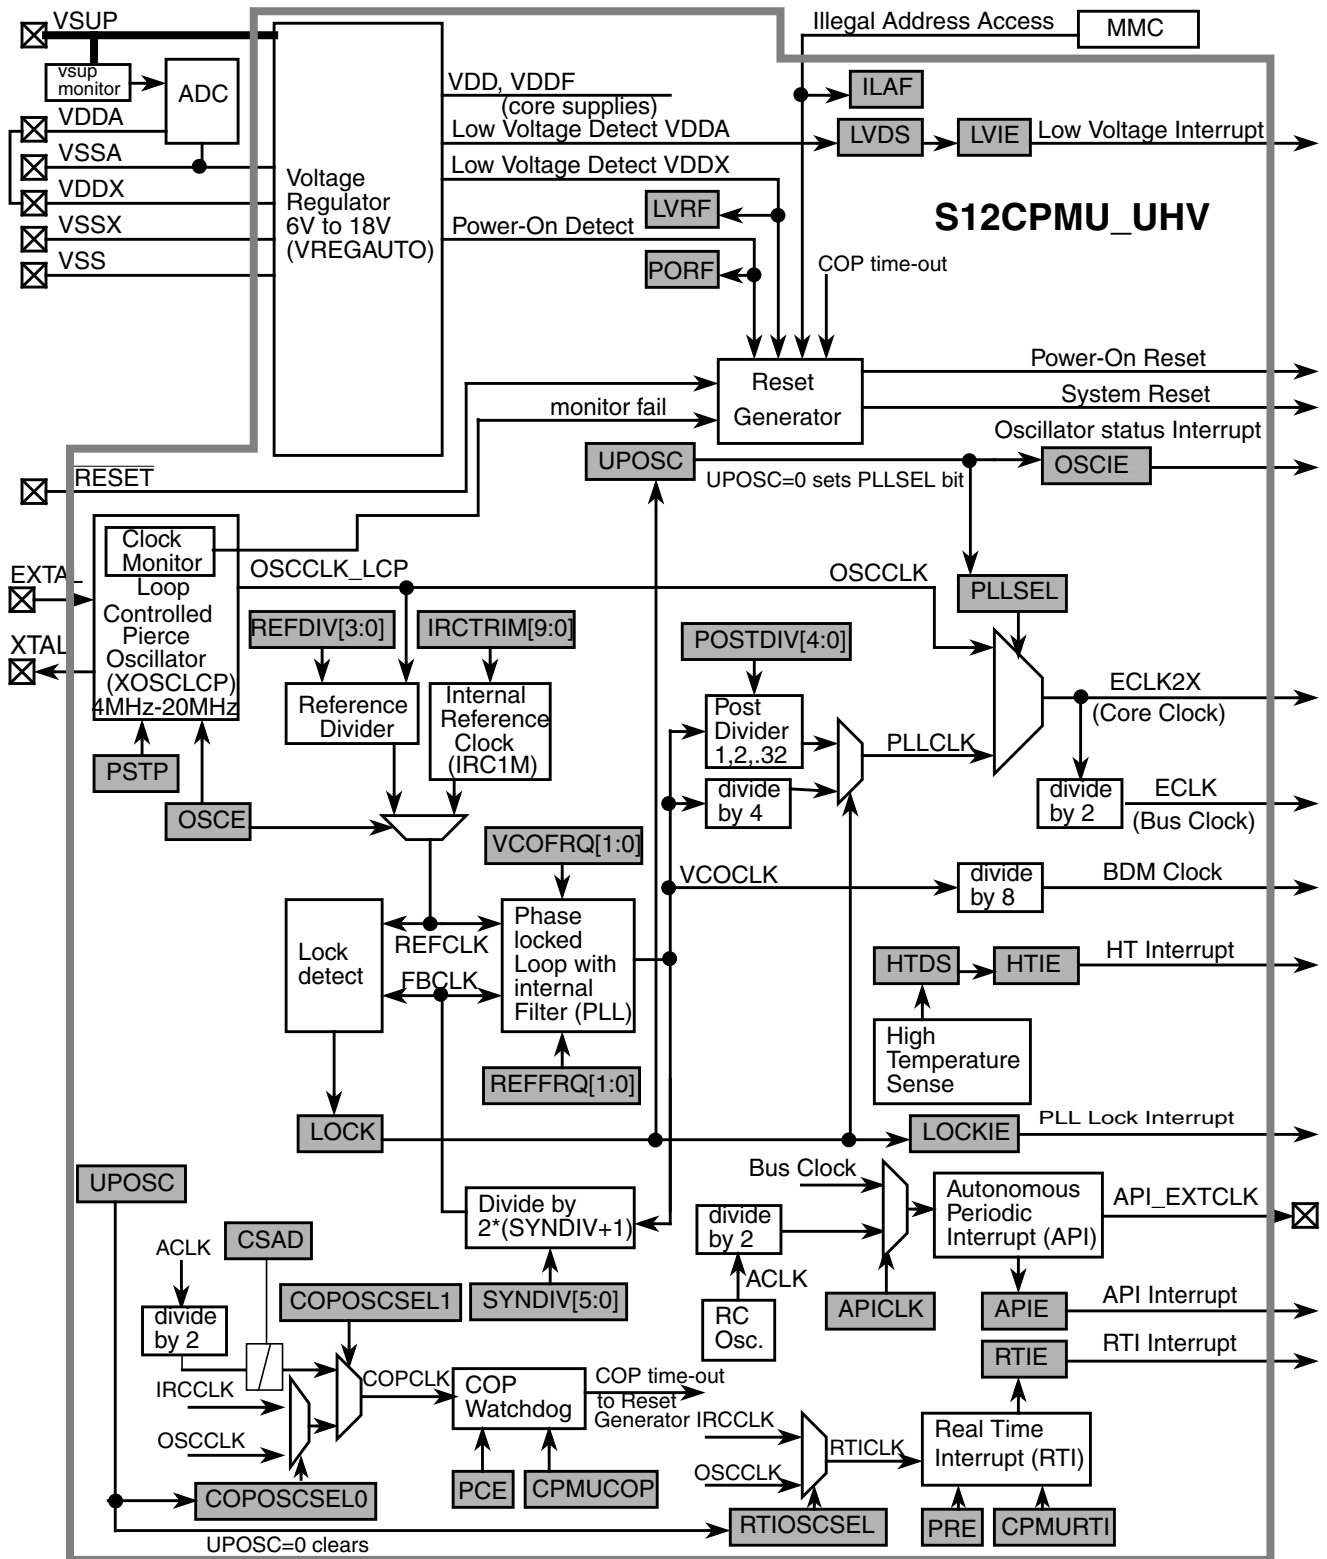 VSUP
Illegal Address Access
MMC
vsup
monitor
ADC
VDD, VDDF
(core supplies)
ILAF
VDDA
Low Voltage Detect VDDA
LVDS
LVIE
Low Voltage Interrupt
VSSA
Low Voltage Detect VDDX
VDDX
Voltage
Regulator
6V to 18V
(VREGAUTO)
LVRF
S12CPMU_UHV
VSSX
Power-On Detect
VSS
PORF
COP time-out
Reset
Generator
Power-On Reset
System Reset
monitor fail
Oscillator status Interrupt
UPOSC
OSCIE
UPOSC=0 sets PLLSEL bit
RESET
Clock
Monitor
EXTAL
OSCCLK_LCP
OSCCLK
PLLSEL
Loop
Controlled
Pierce
Oscillator
(XOSCLCP)
4MHz-20MHz
XTAL
REFDIV[3:0]
IRCTRIM[9:0]
POSTDIV[4:0]
Reference
Divider
Internal
Reference
Clock
(IRC1M)
Post
Divider
1,2,.32
PLLCLK
ECLK2X
(Core Clock)
PSTP
OSCE
divide
by 4
divide
by 2
ECLK
(Bus Clock)
VCOFRQ[1:0]
VCOCLK
divide
by 8
BDM Clock
Lock
detect
REFCLK
FBCLK
Phase
locked
Loop with
internal
Filter (PLL)
HTDS
HTIE
HT Interrupt
High
Temperature
Sense
REFFRQ[1:0]
LOCK
LOCKIE
PLL Lock Interrupt
UPOSC
Bus Clock
Divide by
2*(SYNDIV+1)
divide
by 2
Autonomous
Periodic
Interrupt (API)
API_EXTCLK
ACLK
CSAD
ACLK
divide
by 2
COPOSCSEL1
SYNDIV[5:0]
RC
Osc.
APICLK
APIE
API Interrupt
RTIE
RTI Interrupt
IRCCLK
COPCLK
COP
Watchdog
COP time-out
to Reset
Generator
IRCCLK
OSCCLK
RTICLK
Real Time
Interrupt (RTI)
OSCCLK
COPOSCSEL0
PCE
CPMUCOP
RTIOSCSEL
PRE
CPMURTI
UPOSC=0 clears